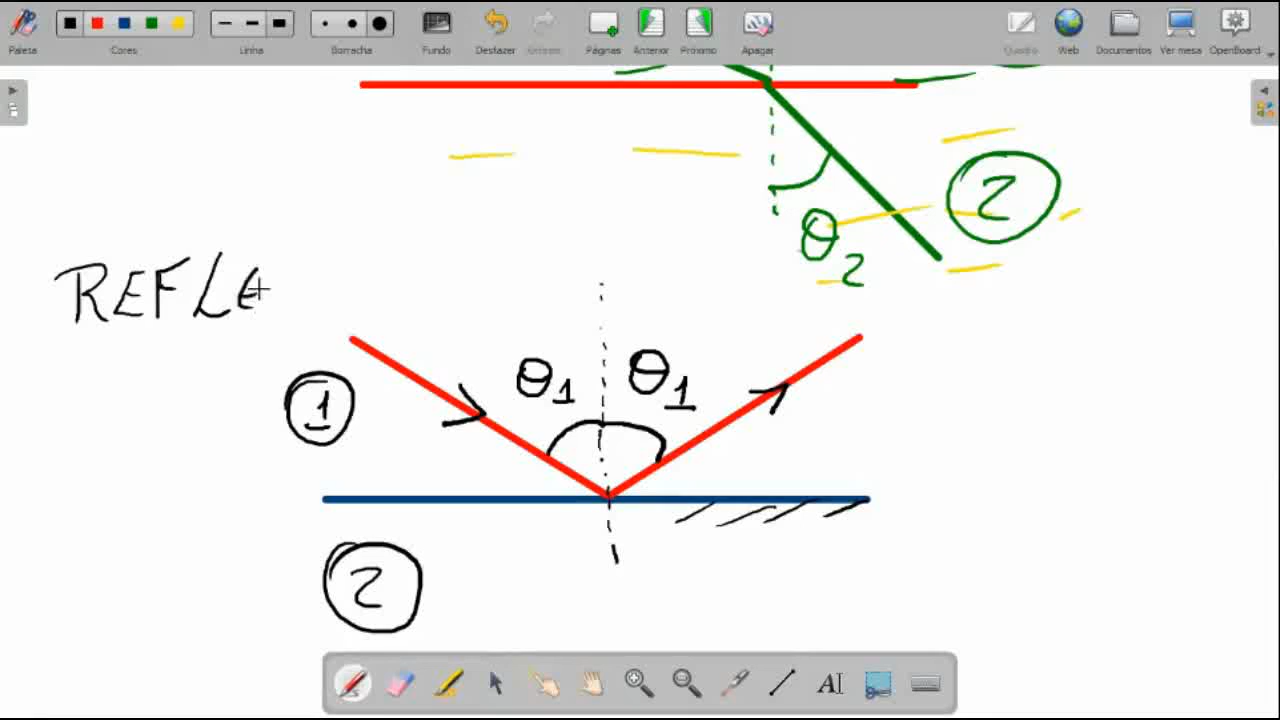 Paleta Cores Linha Borracha Fundo Desfazer Páginas Anterior Próximo Apagar Quadro Web Documentos Ver mesa OpenBoard
2
θ2
REFLE
θ1 θ1
1
2
AI